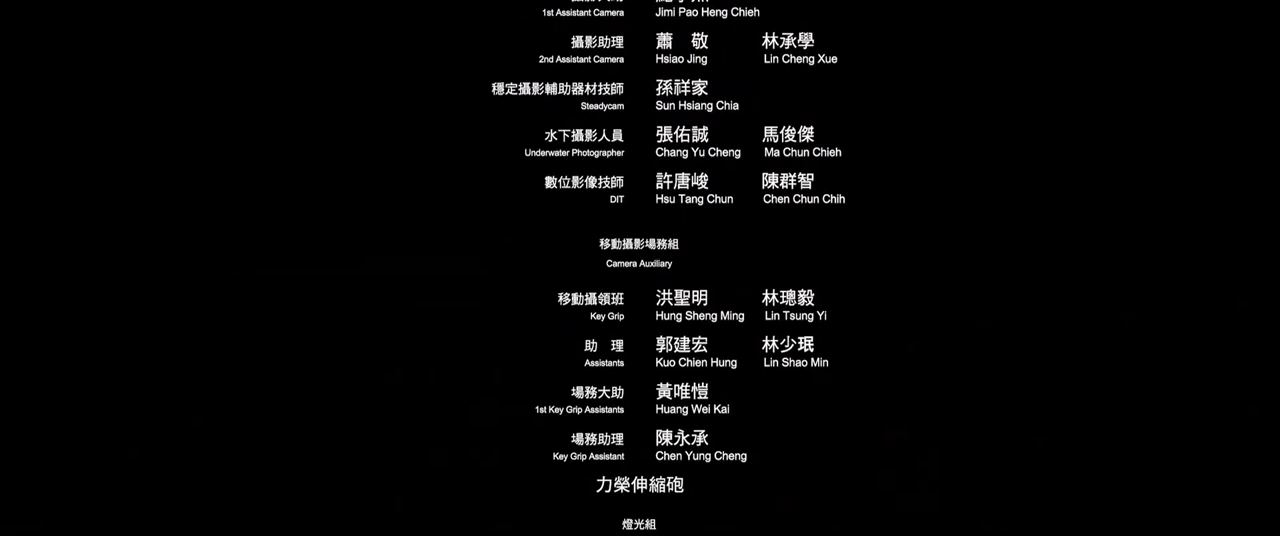 1st Assistant Camera Jimi Pao Heng Chieh
攝影助理 蕭　敬 林承學
2nd Assistant Camera Hsiao Jing Lin Cheng Xue
穩定攝影輔助器材技師 孫祥家
Steadycam Sun Hsiang Chia
水下攝影人員 張佑誠 馬俊傑
Underwater Photographer Chang Yu Cheng Ma Chun Chieh
數位影像技師 許唐峻 陳群智
DIT Hsu Tang Chun Chen Chun Chih
移動攝影場務組
Camera Auxiliary
移動攝領班 洪聖明 林璁毅
Key Grip Hung Sheng Ming Lin Tsung Yi
助　理 郭建宏 林少珉
Assistants Kuo Chien Hung Lin Shao Min
場務大助 黃唯愷
1st Key Grip Assistants Huang Wei Kai
場務助理 陳永承
Key Grip Assistant Chen Yung Cheng
力榮伸縮砲
燈光組